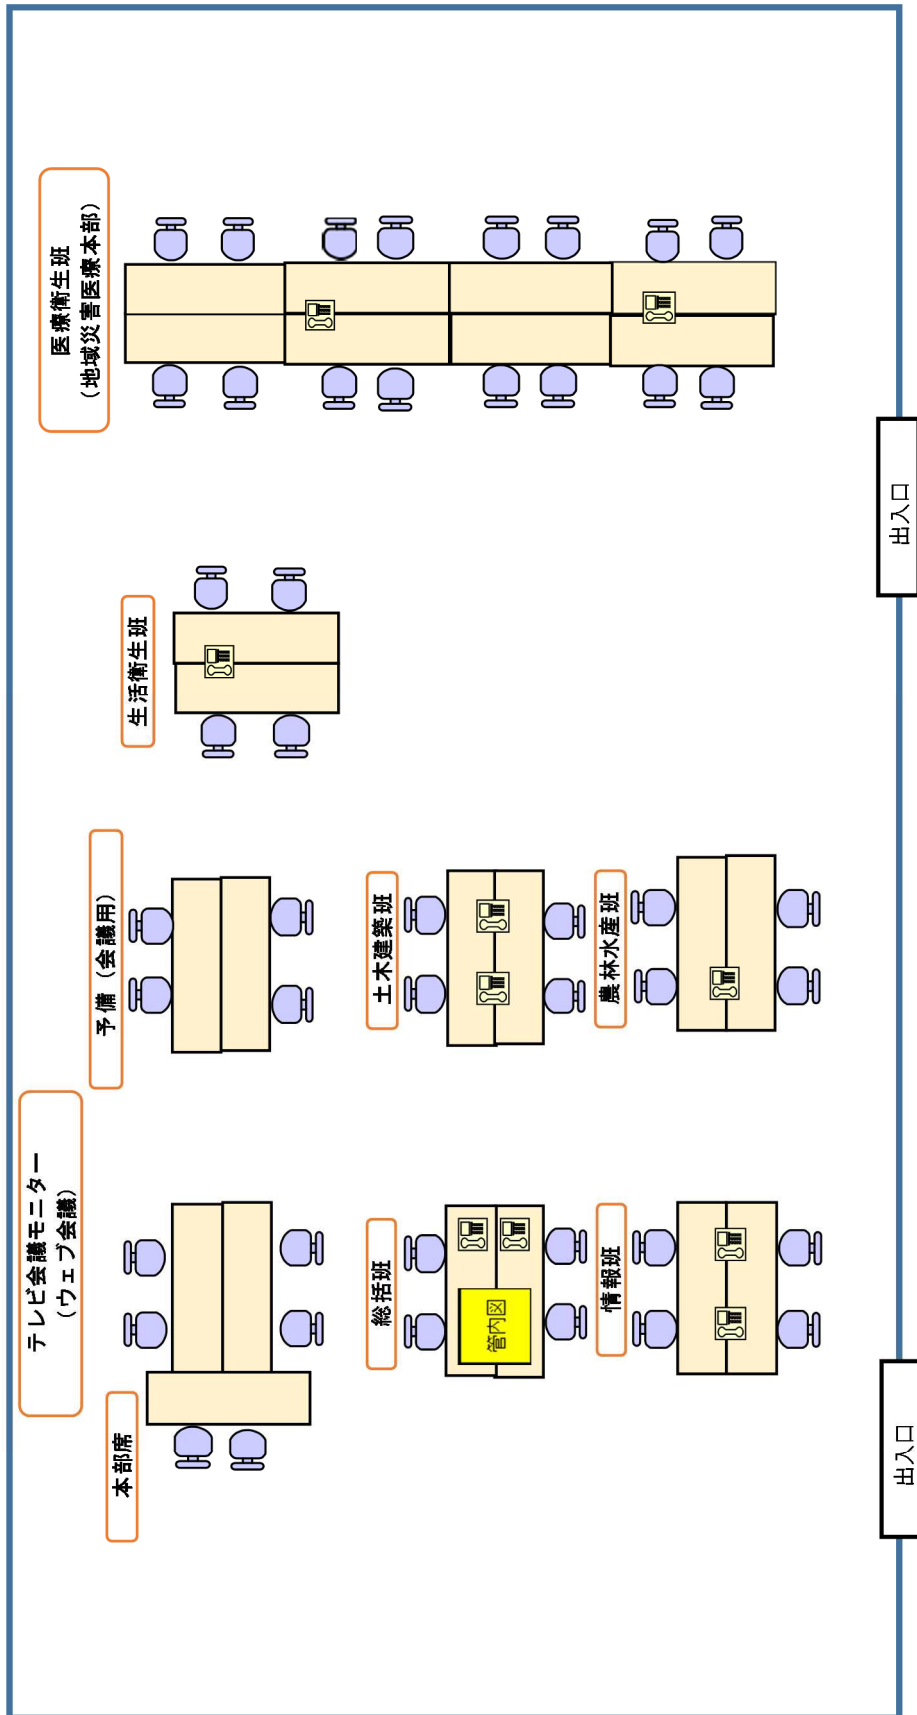 テレビ会議モニター
（ウェブ会議）
本部席
予備（会議用）
生活衛生班
医療衛生班
（地域災害医療本部）
総括班
管内図
土木建築班
情報班
農林水産班
出入口
出入口